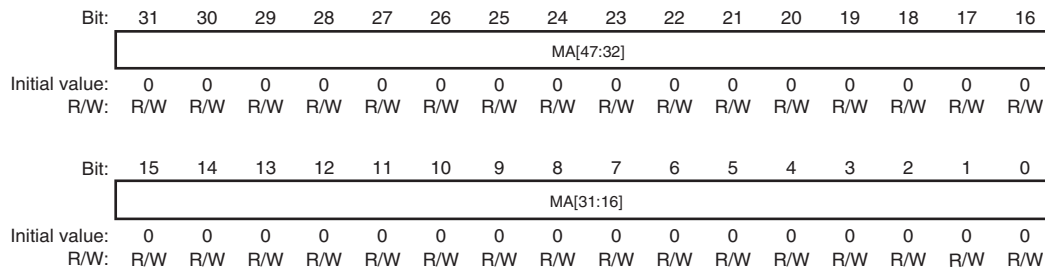 Bit: 31 30 29 28 27 26 25 24 23 22 21 20 19 18 17 16
MA[47:32]
Initial value: 0 0 0 0 0 0 0 0 0 0 0 0 0 0 0 0
R/W: R/W R/W R/W R/W R/W R/W R/W R/W R/W R/W R/W R/W R/W R/W R/W R/W
Bit: 15 14 13 12 11 10 9 8 7 6 5 4 3 2 1 0
MA[31:16]
Initial value: 0 0 0 0 0 0 0 0 0 0 0 0 0 0 0 0
R/W: R/W R/W R/W R/W R/W R/W R/W R/W R/W R/W R/W R/W R/W R/W R/W R/W